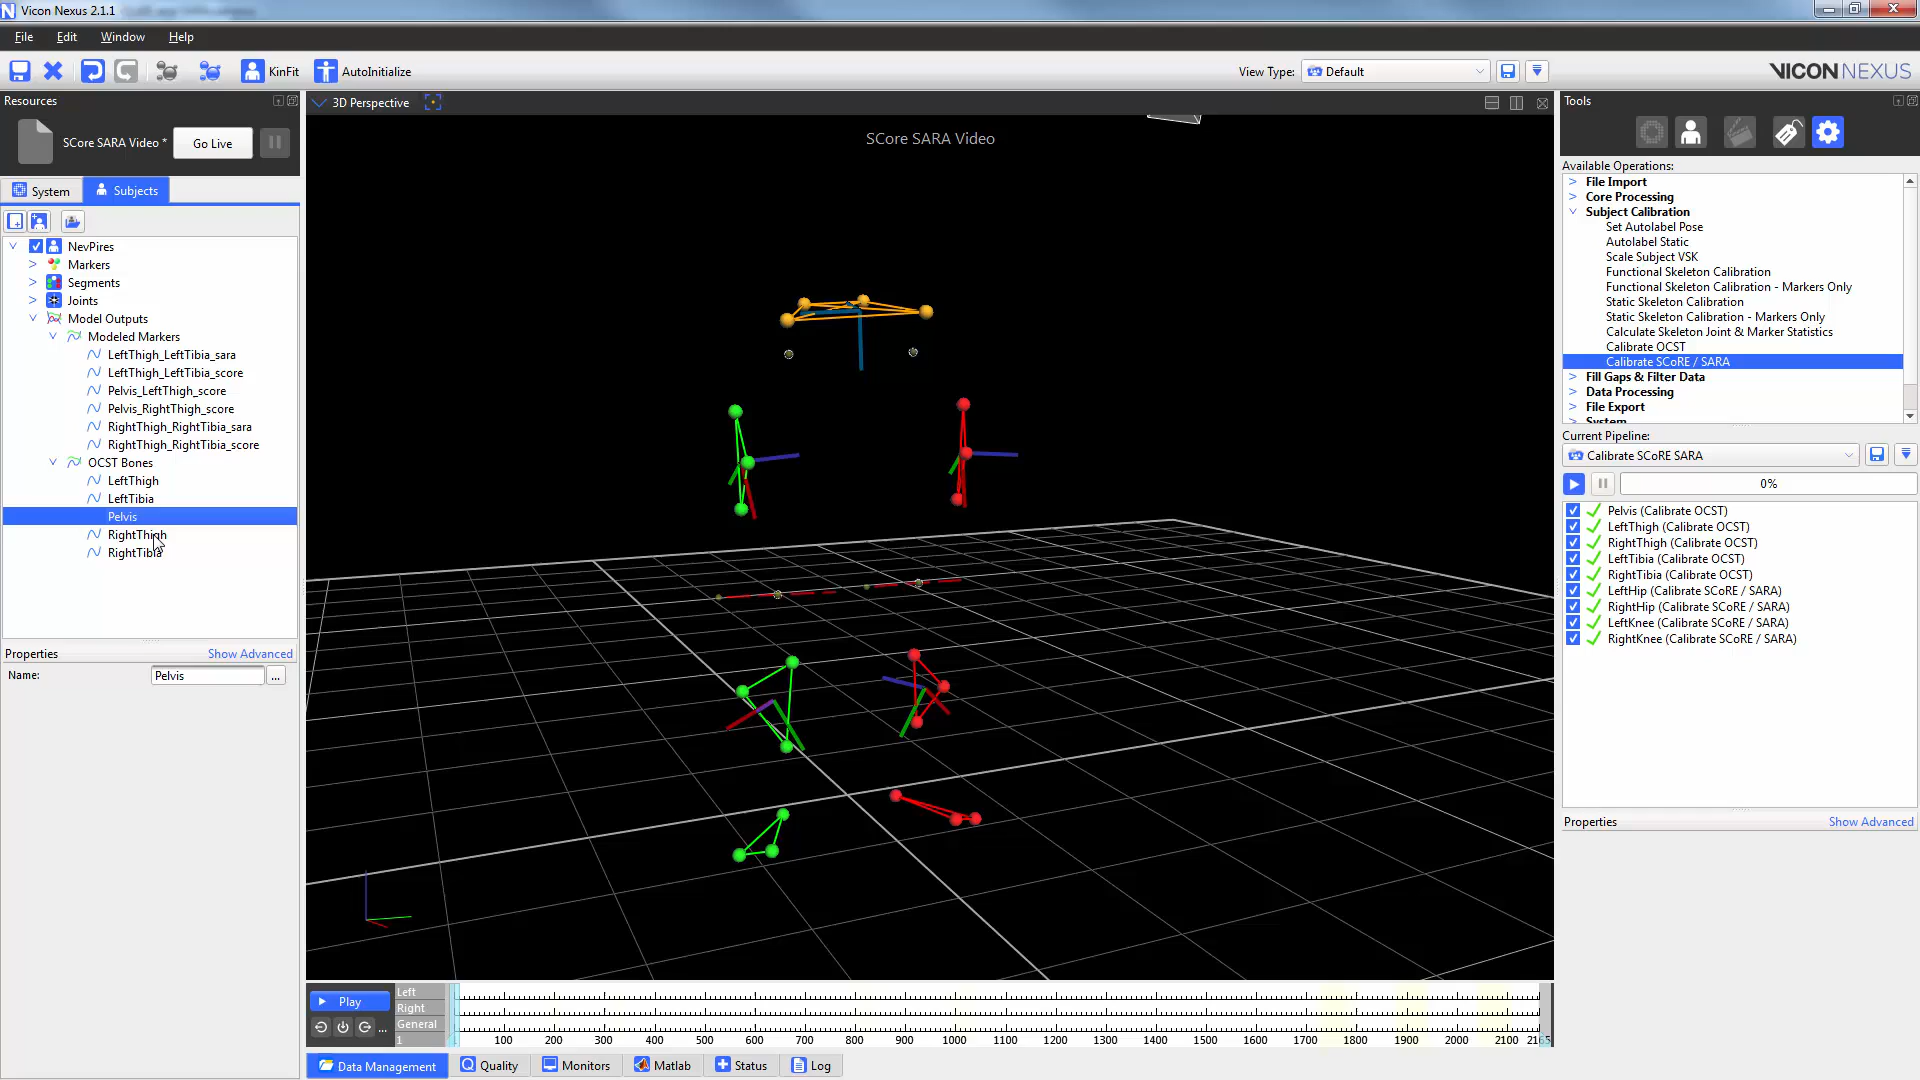 Vicon Nexus 2.1.1
File Edit Window Help
KinFit AutoInitialize View Type: Default VICON NEXUS
Resources
SCore SARA Video * Go Live
System Subjects
NevPires
Markers
Segments
Joints
Model Outputs
Modeled Markers
LeftThigh_LeftTibia_sara
LeftThigh_LeftTibia_score
Pelvis_LeftThigh_score
Pelvis_RightThigh_score
RightThigh_RightTibia_sara
RightThigh_RightTibia_score
OCST Bones
LeftThigh
LeftTibia
Pelvis
RightThigh
RightTibia
Properties Show Advanced
Name: Pelvis ...
3D Perspective
SCore SARA Video
Play
Left
Right
General
1
...
100 200 300 400 500 600 700 800 900 1000 1100 1200 1300 1400 1500 1600 1700 1800 1900 2000 2100 2165
Data Management Quality Monitors Matlab Status Log
Tools
Available Operations:
File Import
Core Processing
Subject Calibration
Set Autolabel Pose
Autolabel Static
Scale Subject VSK
Functional Skeleton Calibration
Functional Skeleton Calibration - Markers Only
Static Skeleton Calibration
Static Skeleton Calibration - Markers Only
Calculate Skeleton Joint & Marker Statistics
Calibrate OCST
Calibrate SCoRE / SARA
Fill Gaps & Filter Data
Data Processing
File Export
System
Current Pipeline:
Calibrate SCoRE SARA
0%
Pelvis (Calibrate OCST)
LeftThigh (Calibrate OCST)
RightThigh (Calibrate OCST)
LeftTibia (Calibrate OCST)
RightTibia (Calibrate OCST)
LeftHip (Calibrate SCoRE / SARA)
RightHip (Calibrate SCoRE / SARA)
LeftKnee (Calibrate SCoRE / SARA)
RightKnee (Calibrate SCoRE / SARA)
Properties Show Advanced